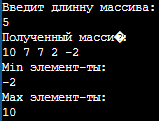 Введит длинну массива:
5
Полученный масси�:
10 7 7 2 -2
Min элемент-ты:
-2
Max элемент-ты:
10